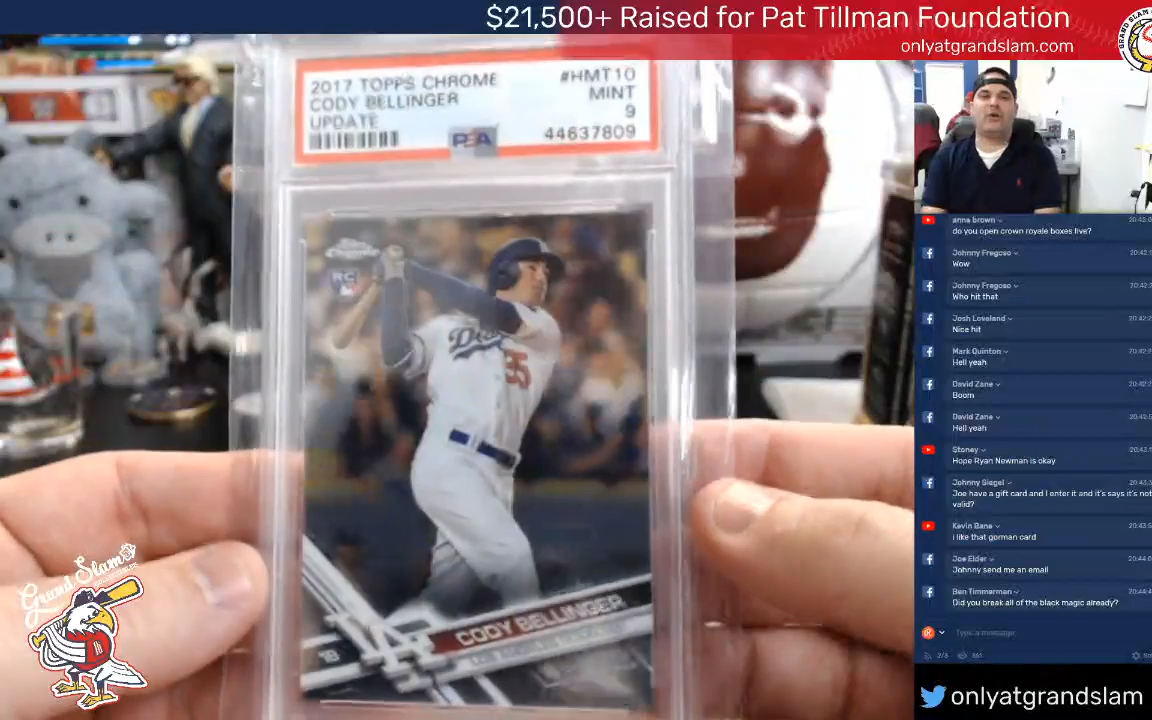 $21,500+ Raised for Pat Tillman Foundation
onlyatgrandslam.com
2017 TOPPS CHROME #HMT10
CODY BELLINGER MINT
UPDATE 9
PSA 44637809
Chrome
RC
35
CODY BELLINGER
Grand Slam
anna brown
do you open crown royale boxes live?
Johnny Fregoso
Wow
Johnny Fregoso
Who hit that
Josh Loveland
Nice hit
Mark Quinton
Hell yeah
David Zane
Boom
David Zane
Hell yeah
Stoney
Hope Ryan Newman is okay
Johnny Siegel
Joe have a gift card and I enter it and it's says it's not
valid?
Kevin Bane
i like that gorman card
Joe Elder
Johnny send me an email
Ben Timmerman
Did you break all of the black magic already?
Type a message
onlyatgrandslam